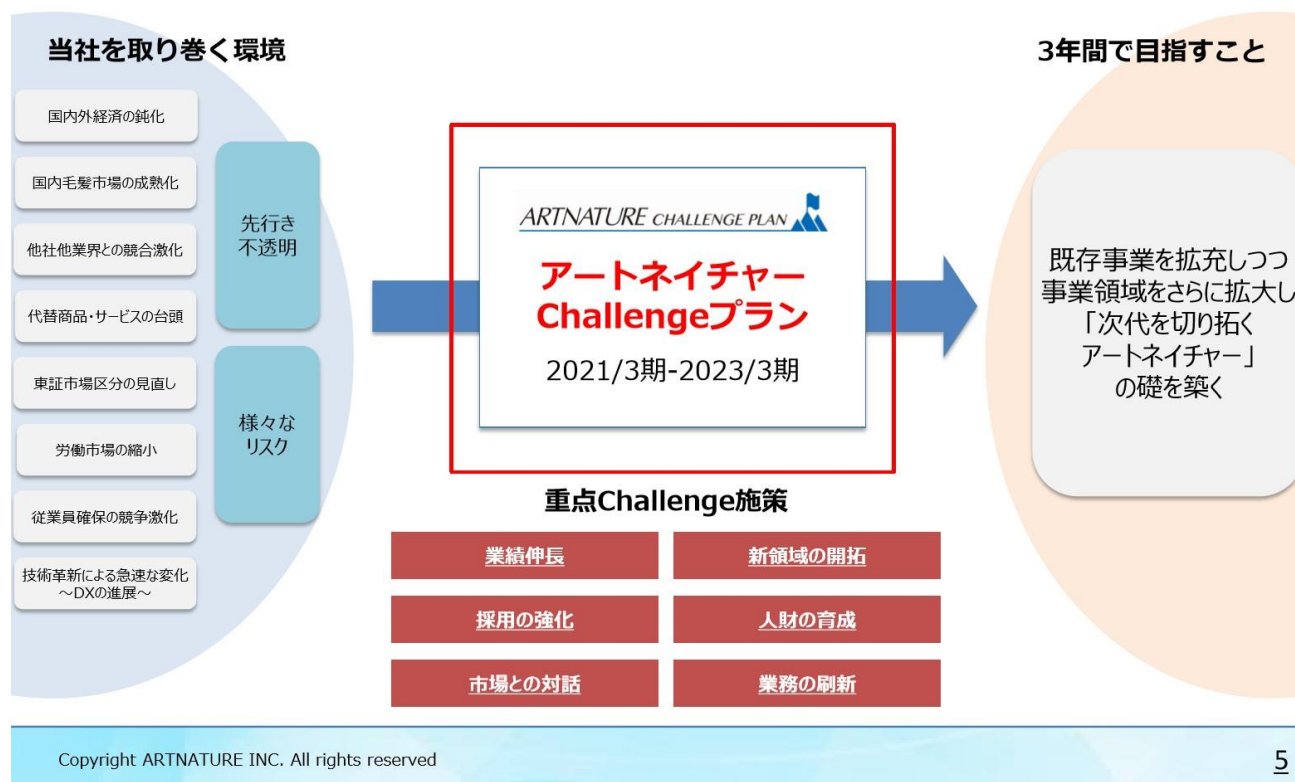 当社を取り巻く環境
国内外経済の鈍化
国内毛髪市場の成熟化
他社他業界との競合激化
代替商品・サービスの台頭
東証市場区分の見直し
労働市場の縮小
従業員確保の競争激化
技術革新による急速な変化
～DXの進展～
先行き
不透明
様々な
リスク
ARTNATURE CHALLENGE PLAN
アートネイチャー
Challengeプラン
2021/3期-2023/3期
重点Challenge施策
業績伸長
新領域の開拓
採用の強化
人財の育成
市場との対話
業務の刷新
3年間で目指すこと
既存事業を拡充しつつ
事業領域をさらに拡大し
「次代を切り拓く
アートネイチャー」
の礎を築く
Copyright ARTNATURE INC. All rights reserved
5